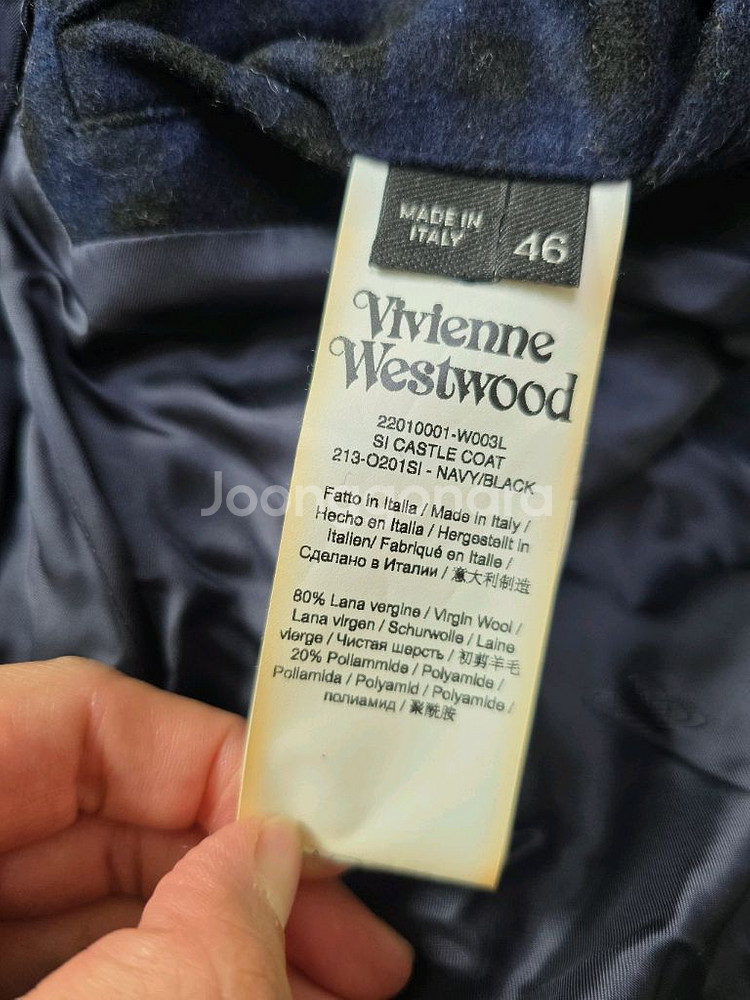 MADE IN
ITALY
46
Vivienne
Westwood
22010001-W003L
SI CASTLE COAT
213-O201SI - NAVY/BLACK
Joonggonara
Fatto in Italia / Made in Italy /
Hecho en Italia / Hergestellt in
Italien/ Fabriqué en Italie /
Сделано в Италии / 意大利制造
80% Lana vergine / Virgin Wool /
Lana virgen / Schurwolle / Laine
vierge / Чистая шерсть / 初剪羊毛
20% Poliammide / Polyamide /
Poliamida / Polyamid / Polyamide /
полиамид / 聚酰胺